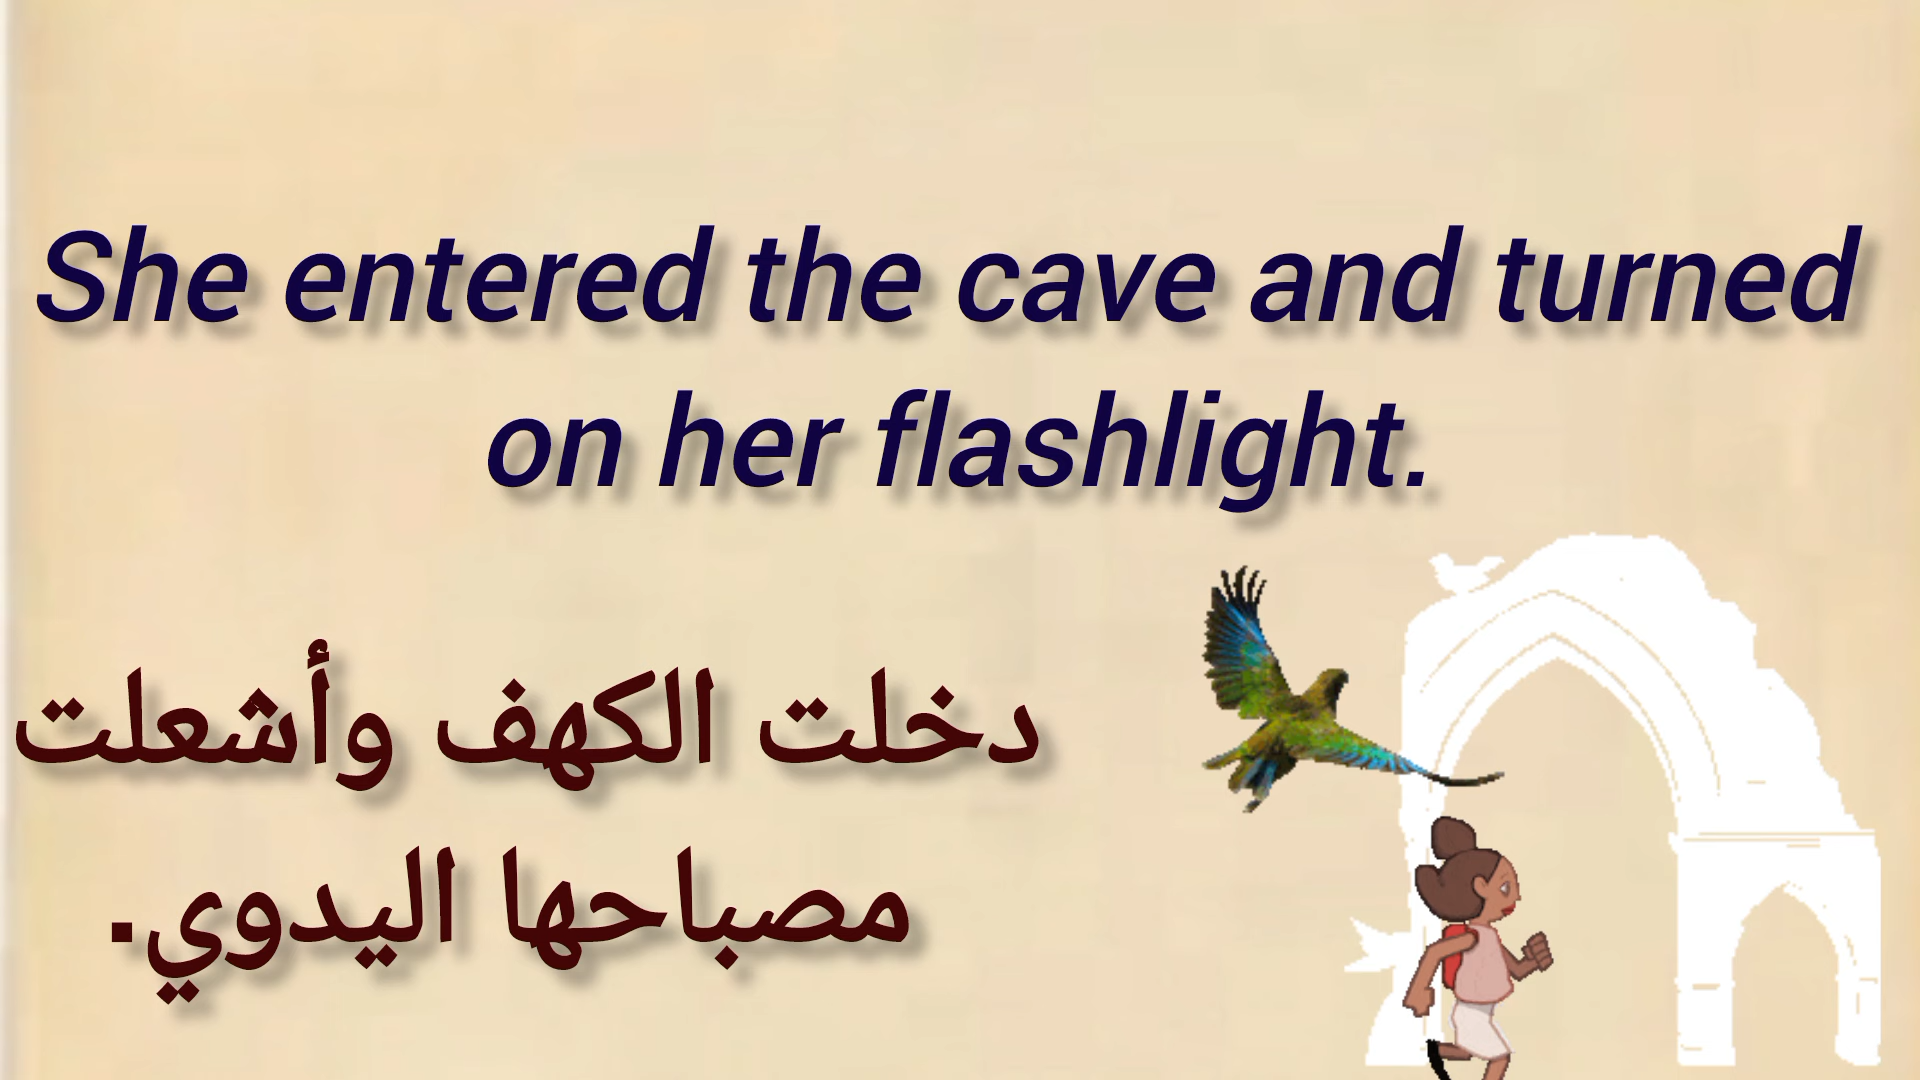 She entered the cave and turned
on her flashlight.
دخلت الكهف وأشعلت
مصباحها اليدوي.